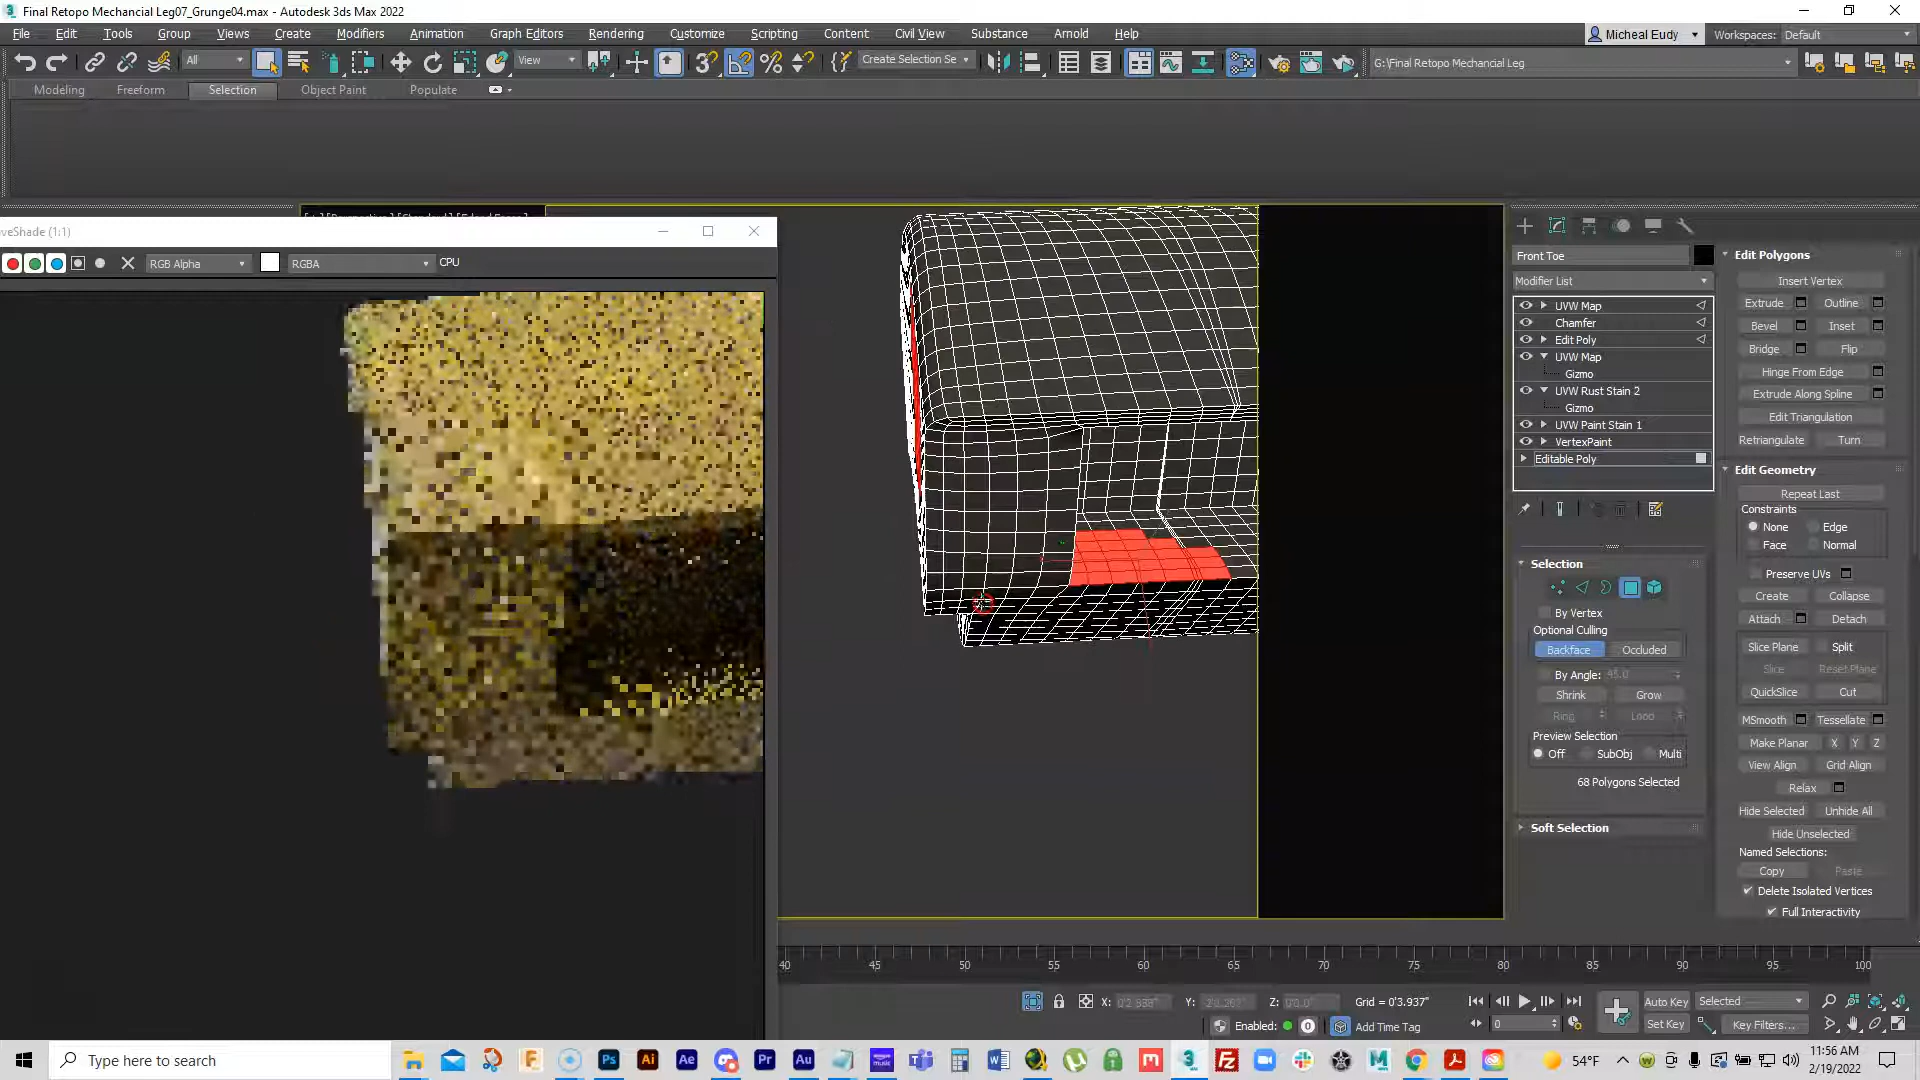 Final Retopo Mechancial Leg07_Grunge04.max - Autodesk 3ds Max 2022
File Edit Tools Group Views Create Modifiers Animation Graph Editors Rendering Customize Scripting Content Civil View Substance Arnold Help
Micheal Eudy
Workspaces: Default
All
View
Create Selection Se
G:\Final Retopo Mechancial Leg
Modeling Freeform Selection Object Paint Populate
veShade (1:1)
RGB Alpha
RGBA
CPU
Front Toe
Modifier List
UVW Map
Chamfer
Edit Poly
UVW Map
Gizmo
UVW Rust Stain 2
Gizmo
UVW Paint Stain 1
VertexPaint
Editable Poly
Selection
By Vertex
Optional Culling
Backface Occluded
By Angle: 45.0
Shrink Grow
Ring Loop
Preview Selection
Off SubObj Multi
68 Polygons Selected
Soft Selection
Edit Polygons
Insert Vertex
Extrude Outline
Bevel Inset
Bridge Flip
Hinge From Edge
Extrude Along Spline
Edit Triangulation
Retriangulate Turn
Edit Geometry
Repeat Last
Constraints
None Edge
Face Normal
Preserve UVs
Create Collapse
Attach Detach
Slice Plane Split
Slice Reset Plane
QuickSlice Cut
MSmooth Tessellate
Make Planar X Y Z
View Align Grid Align
Relax
Hide Selected Unhide All
Hide Unselected
Named Selections:
Copy Paste
Delete Isolated Vertices
Full Interactivity
40 45 50 55 60 65 70 75 80 85 90 95 100
X: Y: Z: 0'0.0" Grid = 0'3.937"
Auto Key Selected
Enabled: 0 Add Time Tag
0
Set Key Key Filters...
Type here to search
54°F
11:56 AM
2/19/2022